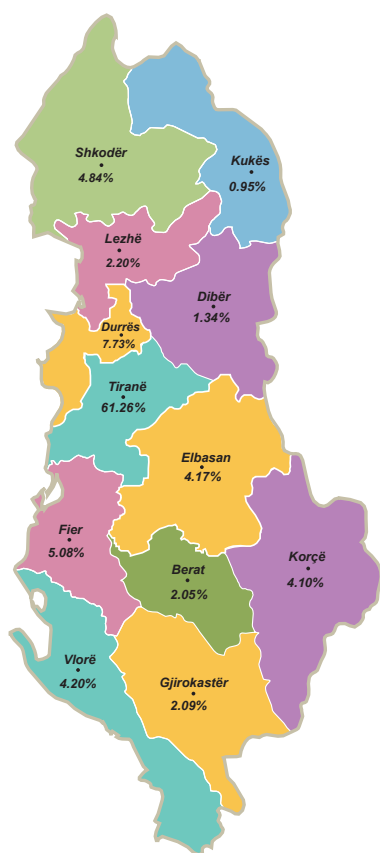 Shkodër
4.84%
Kukës
0.95%
Lezhë
2.20%
Dibër
1.34%
Durrës
7.73%
Tiranë
61.26%
Elbasan
4.17%
Fier
5.08%
Berat
2.05%
Korçë
4.10%
Vlorë
4.20%
Gjirokastër
2.09%